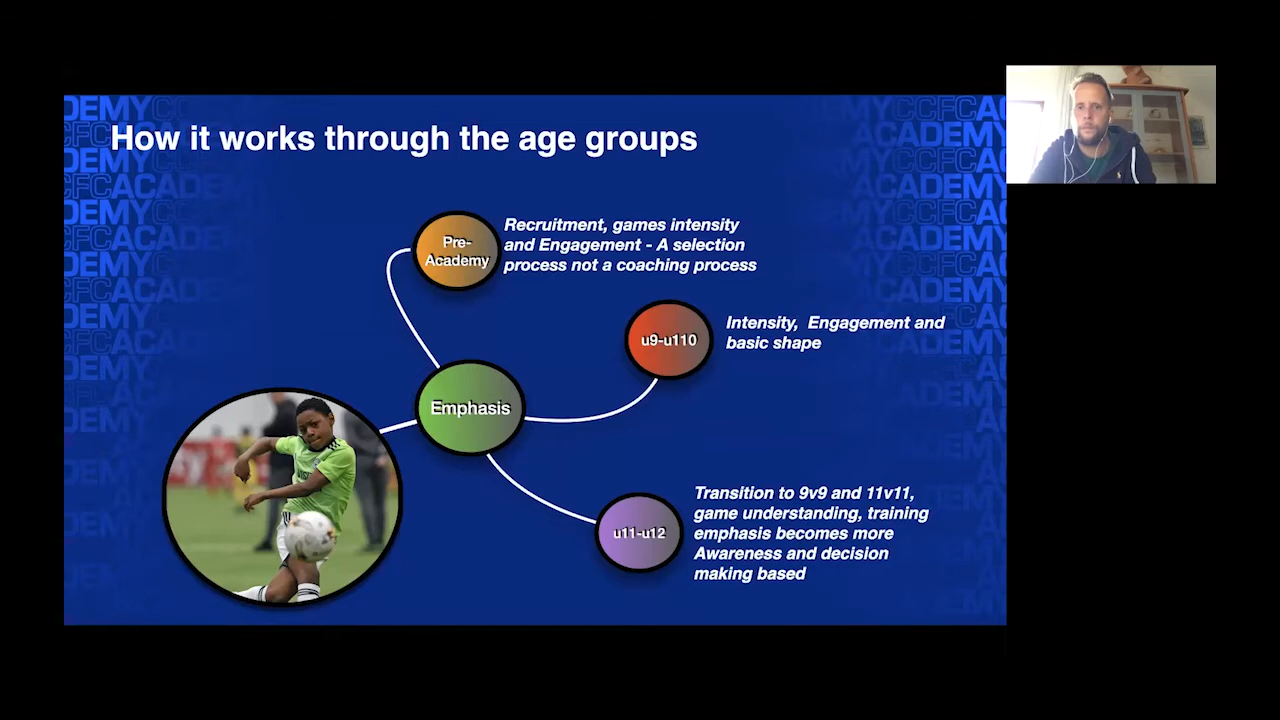 How it works through the age groups
Pre-
Academy
Recruitment, games intensity
and Engagement - A selection
process not a coaching process
u9-u110
Intensity,  Engagement and
basic shape
Emphasis
u11-u12
Transition to 9v9 and 11v11,
game understanding, training
emphasis becomes more
Awareness and decision
making based